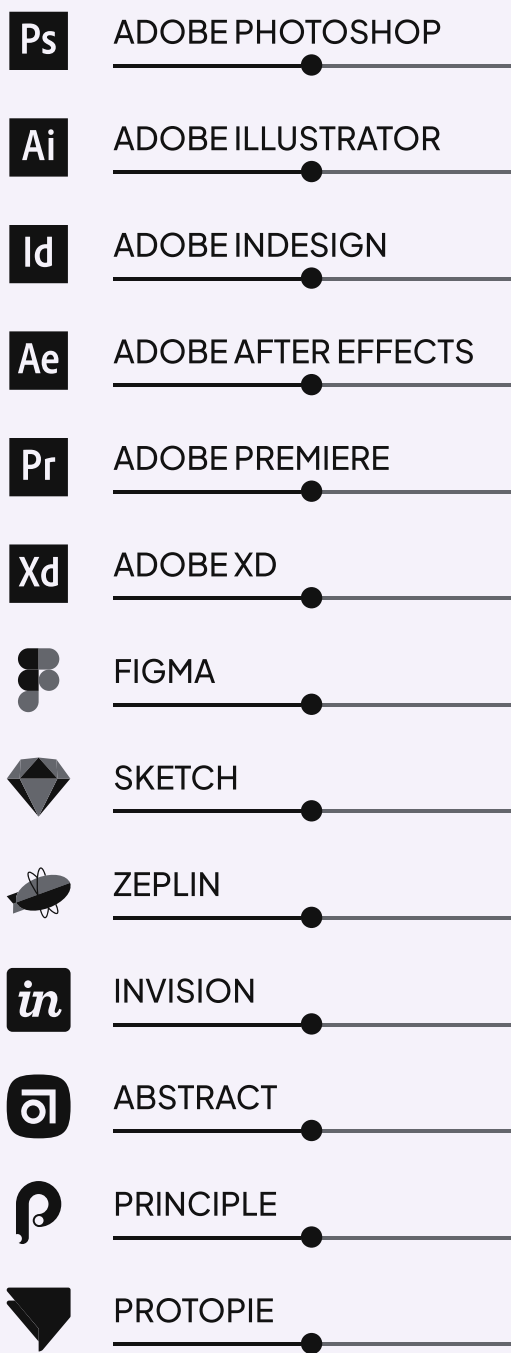 Ps
ADOBE PHOTOSHOP
Ai
ADOBE ILLUSTRATOR
Id
ADOBE INDESIGN
Ae
ADOBE AFTER EFFECTS
Pr
ADOBE PREMIERE
Xd
ADOBE XD
FIGMA
SKETCH
ZEPLIN
in
INVISION
ABSTRACT
PRINCIPLE
PROTOPIE